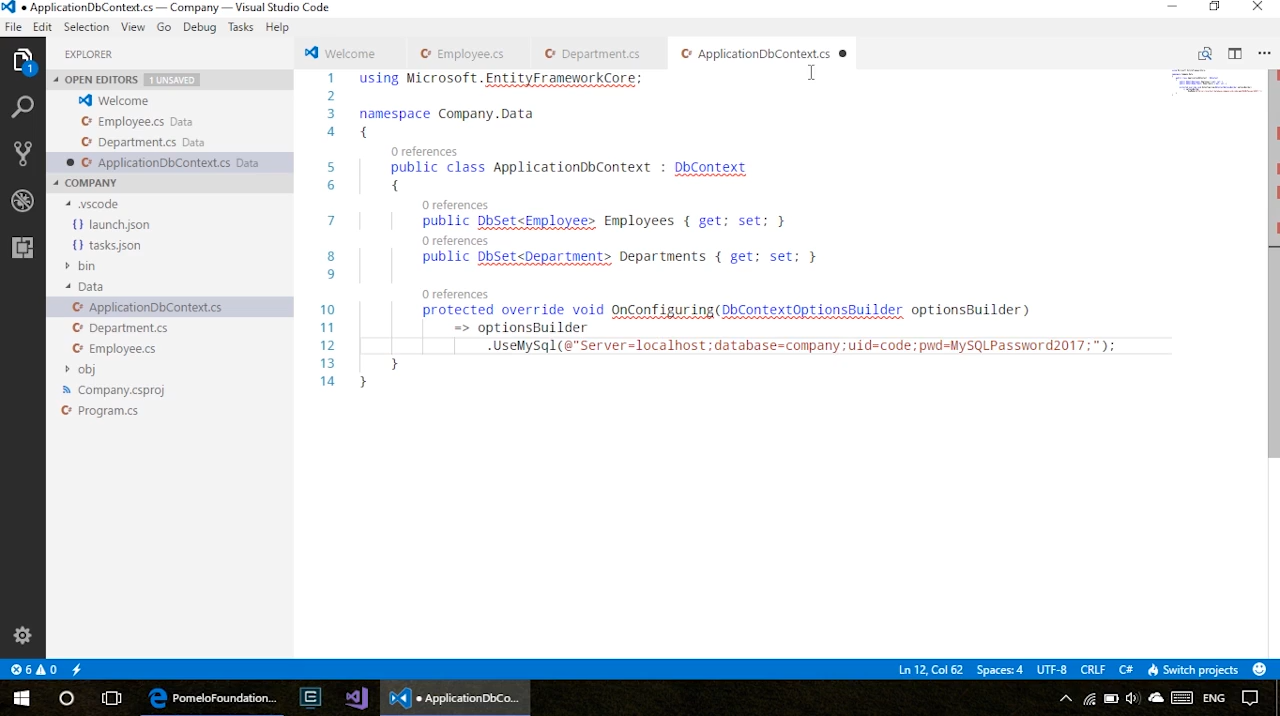 ● ApplicationDbContext.cs — Company — Visual Studio Code
File Edit Selection View Go Debug Tasks Help
EXPLORER
Welcome Employee.cs Department.cs ApplicationDbContext.cs ●
OPEN EDITORS 1 UNSAVED
Welcome
Employee.cs Data
Department.cs Data
● ApplicationDbContext.cs Data
COMPANY
.vscode
{} launch.json
{} tasks.json
bin
Data
ApplicationDbContext.cs
Department.cs
Employee.cs
obj
Company.csproj
Program.cs
1
1 using Microsoft.EntityFrameworkCore;
2
3 namespace Company.Data
4 {
0 references
5 public class ApplicationDbContext : DbContext
6 {
0 references
7 public DbSet<Employee> Employees { get; set; }
0 references
8 public DbSet<Department> Departments { get; set; }
9
0 references
10 protected override void OnConfiguring(DbContextOptionsBuilder optionsBuilder)
11 => optionsBuilder
12 .UseMySql(@"Server=localhost;database=company;uid=code;pwd=MySQLPassword2017;");
13 }
14 }
6 0 Ln 12, Col 62 Spaces: 4 UTF-8 CRLF C# Switch projects
PomeloFoundation... ● ApplicationDbCo... ENG